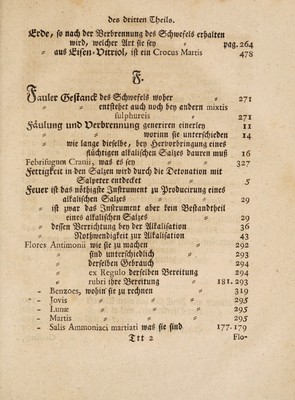 des dritten Theils.
Erde, so nach der Verbrennung des Schwefels erhalten
wird, welcher Art sie sey " pag. 264
" aus Eisen-Vitriol, ist ein Crocus Martis 478
F.
Fauler Gestanck des Schwefels woher " 271
" entstehet auch noch bey andern mixtis
sulphureis " 271
Fäulung und Verbrennung generiren einerley 11
" " worinn sie unterschieden " 14
" wie lange dieselbe, bey Hervorbringung eines
flüchtigen alkalischen Salzes dauren muß 16
Febrifugum Cranii, was es sey " 327
Fettigkeit in den Salzen wird durch die Detonation mit
Salpeter entdecket " 5
Feuer ist das nöthigste Instrument zu Producirung eines
alkalischen Salzes " 29
" ist zwar das Instrument aber kein Bestandtheil
eines alkalischen Salzes " 29
" dessen Verrichtung bey der Alkalisation 36
" Nothwendigkeit zur Alkalisation 43
Flores Antimonii wie sie zu machen " 292
" sind unterschiedlich " 293
" derselben Gebrauch " 294
" ex Regulo derselben Bereitung 294
" rubri ihre Bereitung " 181. 293
- Benzoes, wohin sie zu rechnen " 319
- Jovis " " 295
- Lunæ " " 295
- Martis " " 295
- Salis Ammoniaci martiati was sie sind 177-179
Ttt 2 Flo-